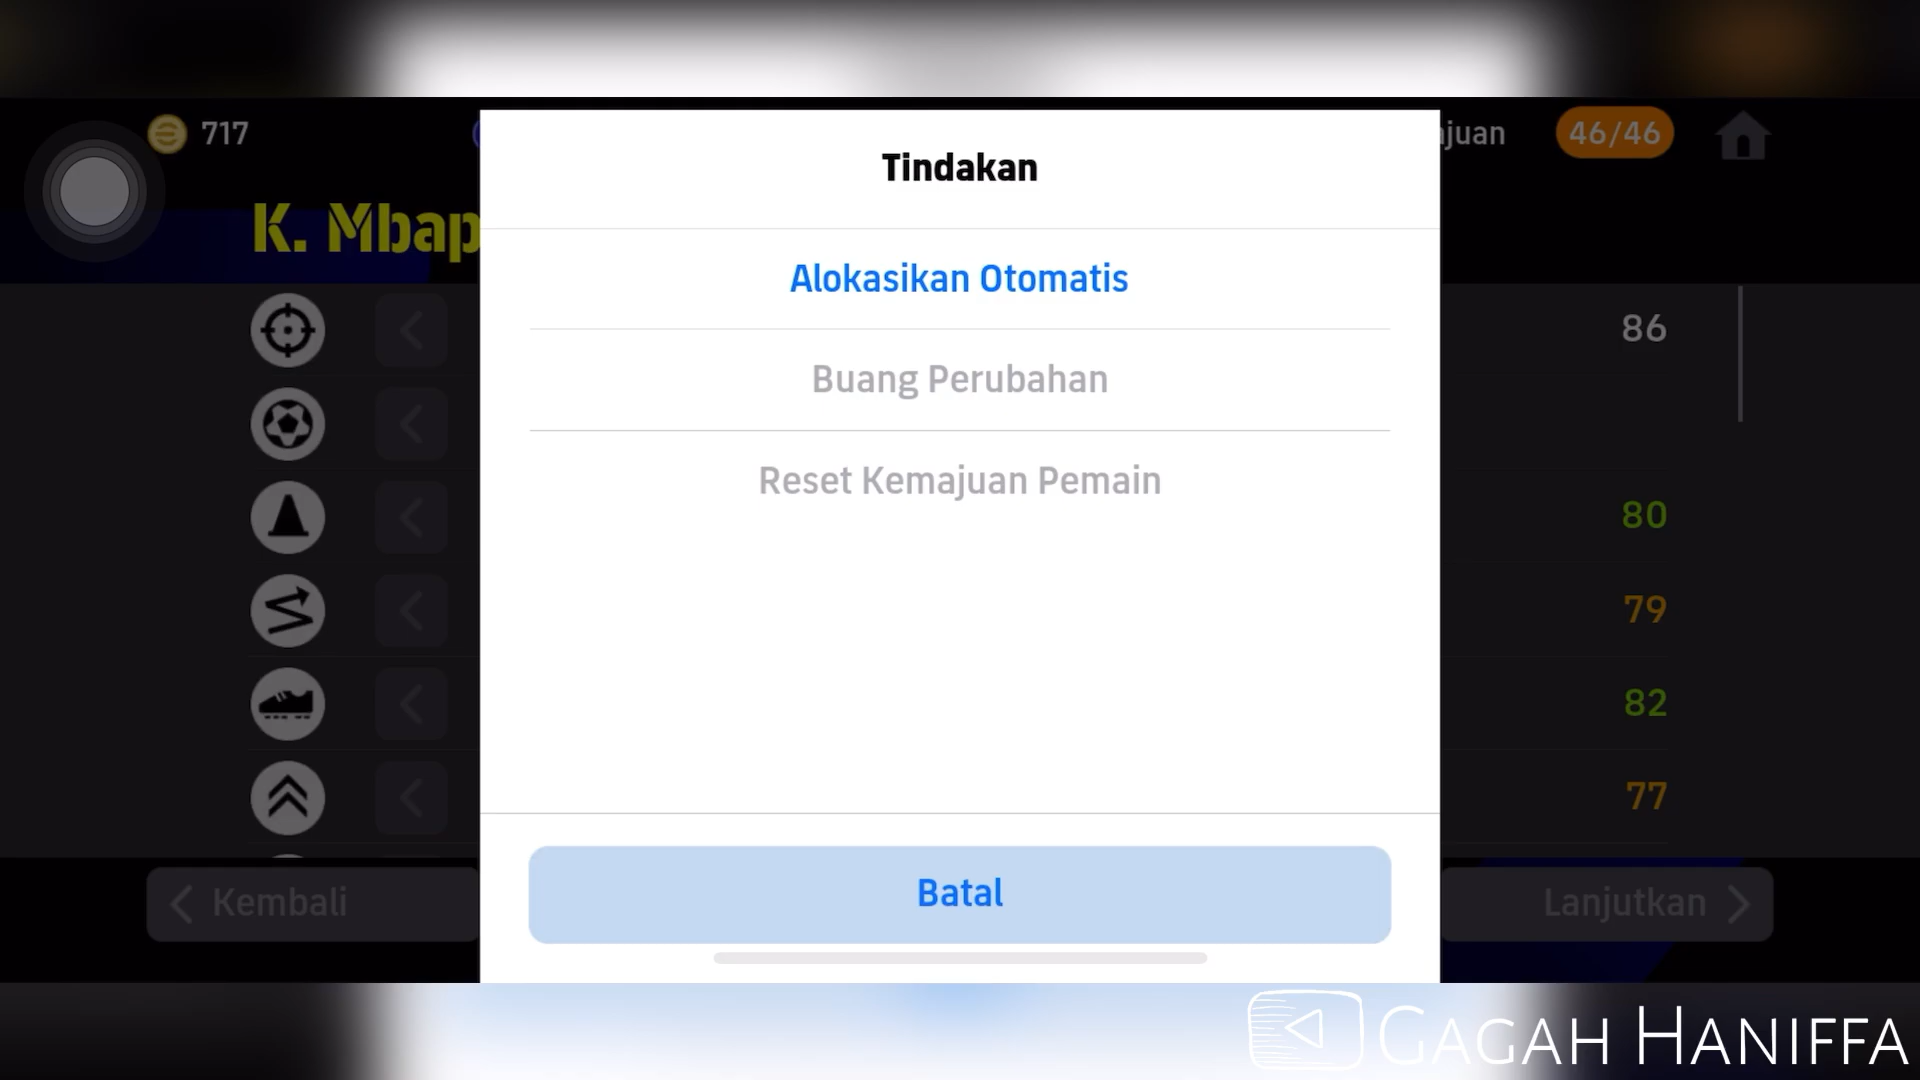 717
juan
46/46
K. Mbap
Tindakan
Alokasikan Otomatis
Buang Perubahan
Reset Kemajuan Pemain
86
80
79
82
77
Kembali
Batal
Lanjutkan
GAGAH HANIFFA